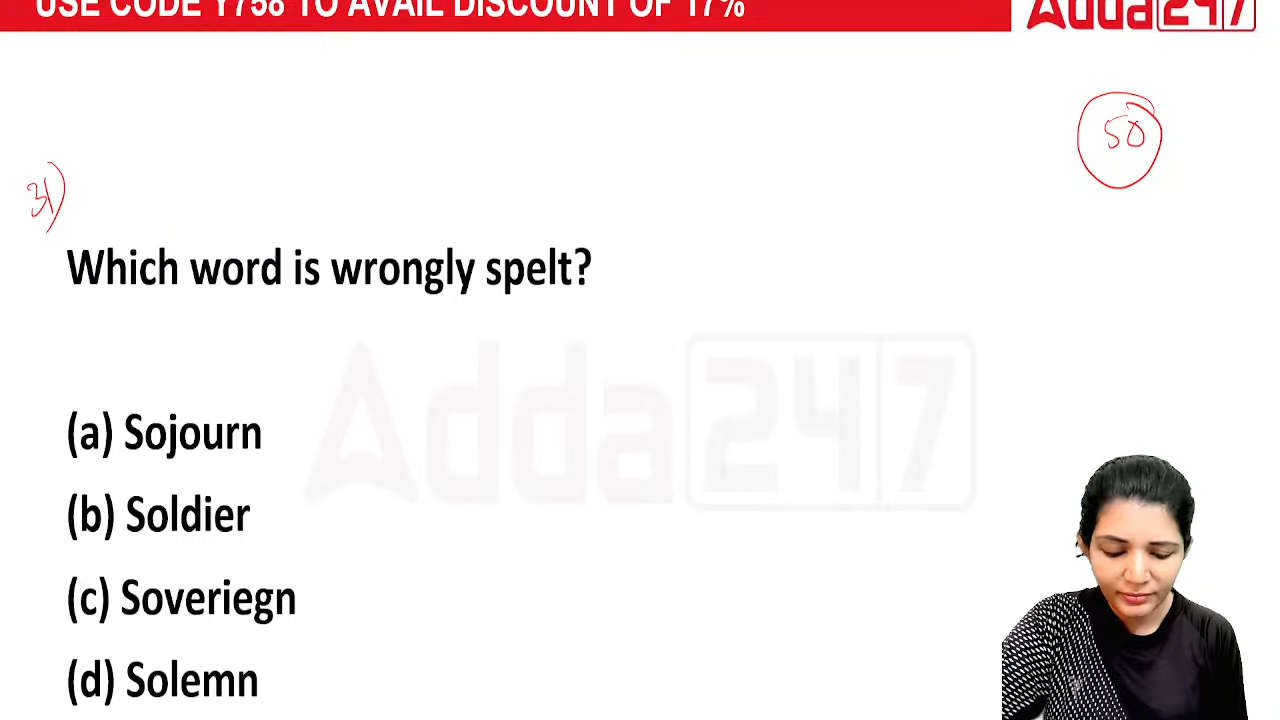 USE CODE Y758 TO AVAIL DISCOUNT OF 17%
Adda247
50
31)
Which word is wrongly spelt?
Adda247
(a) Sojourn
(b) Soldier
(c) Soveriegn
(d) Solemn